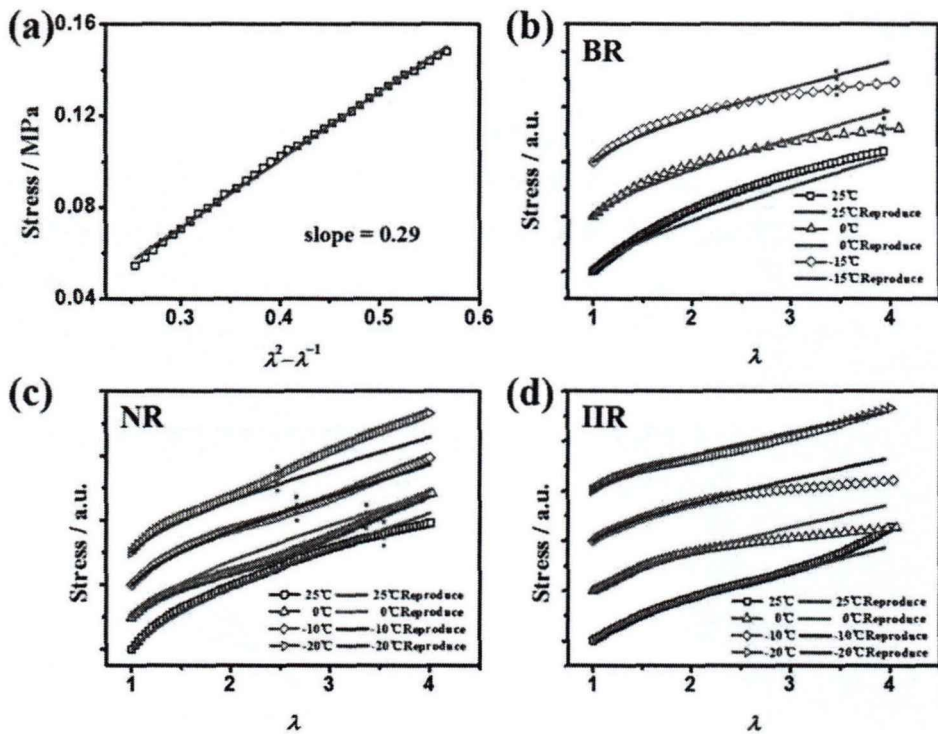 (a)
0.16
0.12
0.08
0.04
Stress / MPa
slope = 0.29
0.3
0.4
0.5
0.6
λ²−λ⁻¹
(b)
BR
Stress / a.u.
25℃
25℃Reproduce
0℃
0℃Reproduce
-15℃
-15℃Reproduce
1
2
3
4
λ
(c)
NR
Stress / a.u.
25℃ 25℃Reproduce
0℃ 0℃Reproduce
-10℃ -10℃Reproduce
-20℃ -20℃Reproduce
1
2
3
4
λ
(d)
IIR
Stress / a.u.
25℃ 25℃Reproduce
0℃ 0℃Reproduce
-10℃ -10℃Reproduce
-20℃ -20℃Reproduce
1
2
3
4
λ